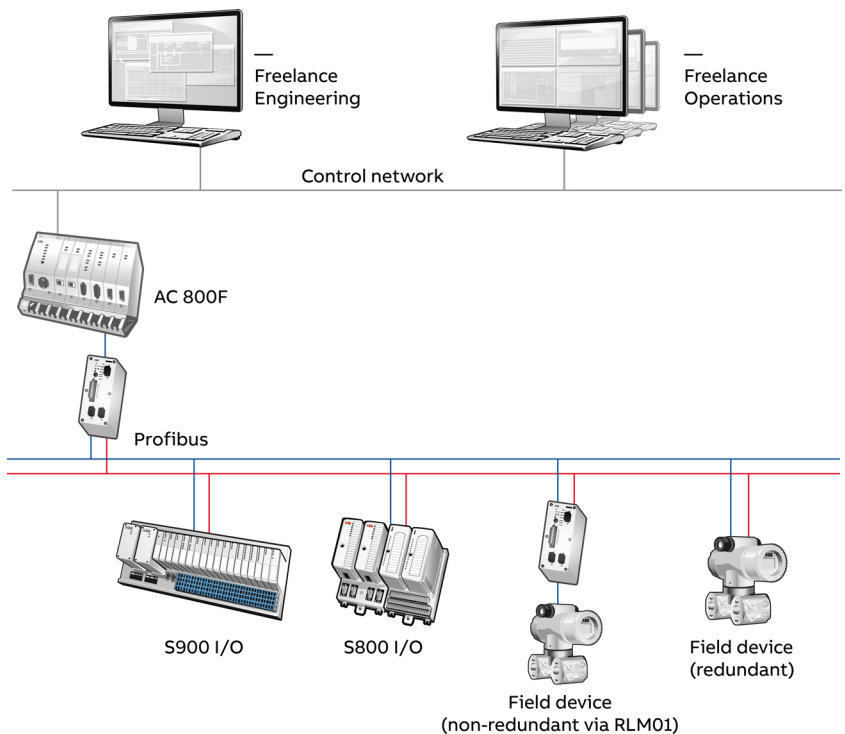 Freelance
Engineering
Freelance
Operations
Control network
AC 800F
Profibus
S900 I/O
S800 I/O
Field device
(non-redundant via RLM01)
Field device
(redundant)